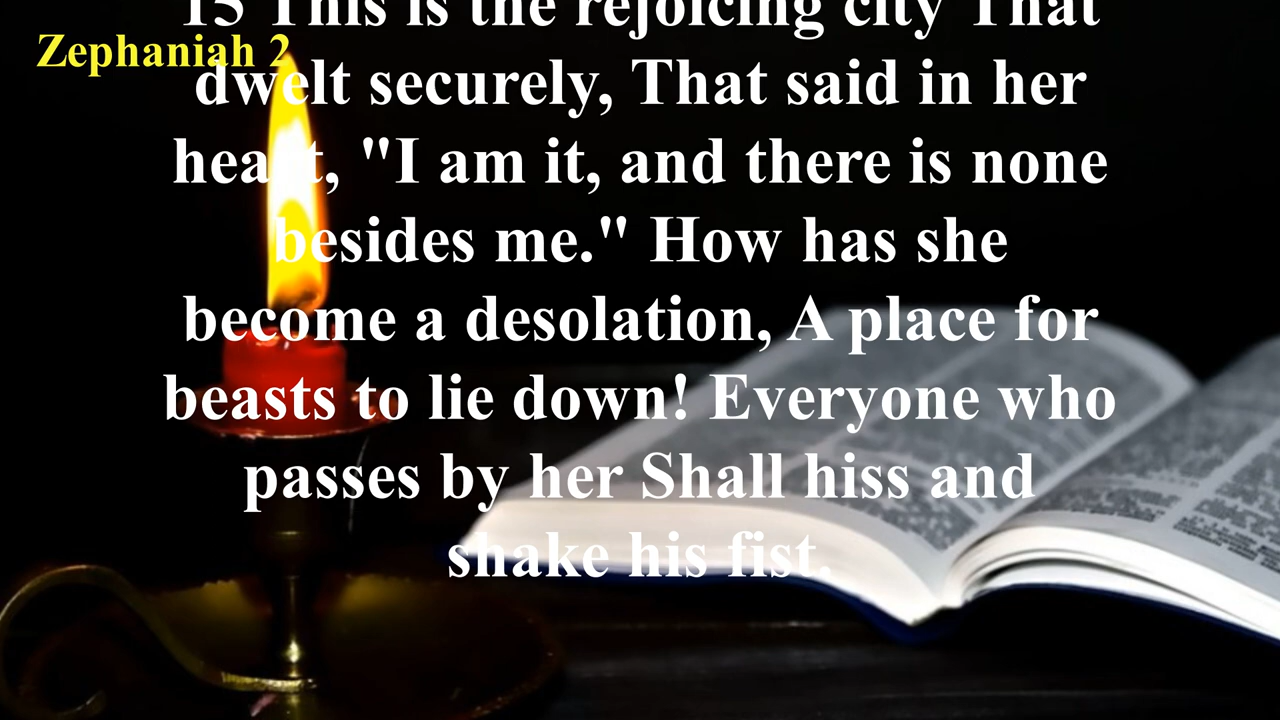 Zephaniah 2
15 This is the rejoicing city That
dwelt securely, That said in her
heart, "I am it, and there is none
besides me." How has she
become a desolation, A place for
beasts to lie down! Everyone who
passes by her Shall hiss and
shake his fist.